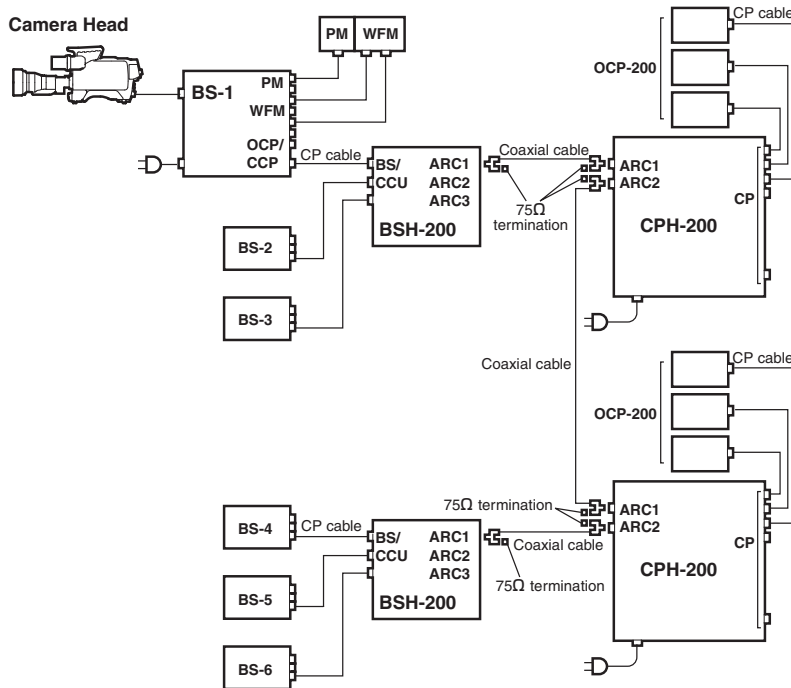 Camera Head
PM WFM
CP cable
OCP-200
BS-1
PM
WFM
OCP/
CCP
CP cable
BS/
CCU
ARC1
ARC2
ARC3
BSH-200
Coaxial cable
75Ω
termination
ARC1
ARC2
CP
CPH-200
BS-2
BS-3
Coaxial cable
CP cable
OCP-200
BS-4
CP cable
BS/
CCU
ARC1
ARC2
ARC3
BSH-200
75Ω termination
Coaxial cable
75Ω termination
ARC1
ARC2
CP
CPH-200
BS-5
BS-6